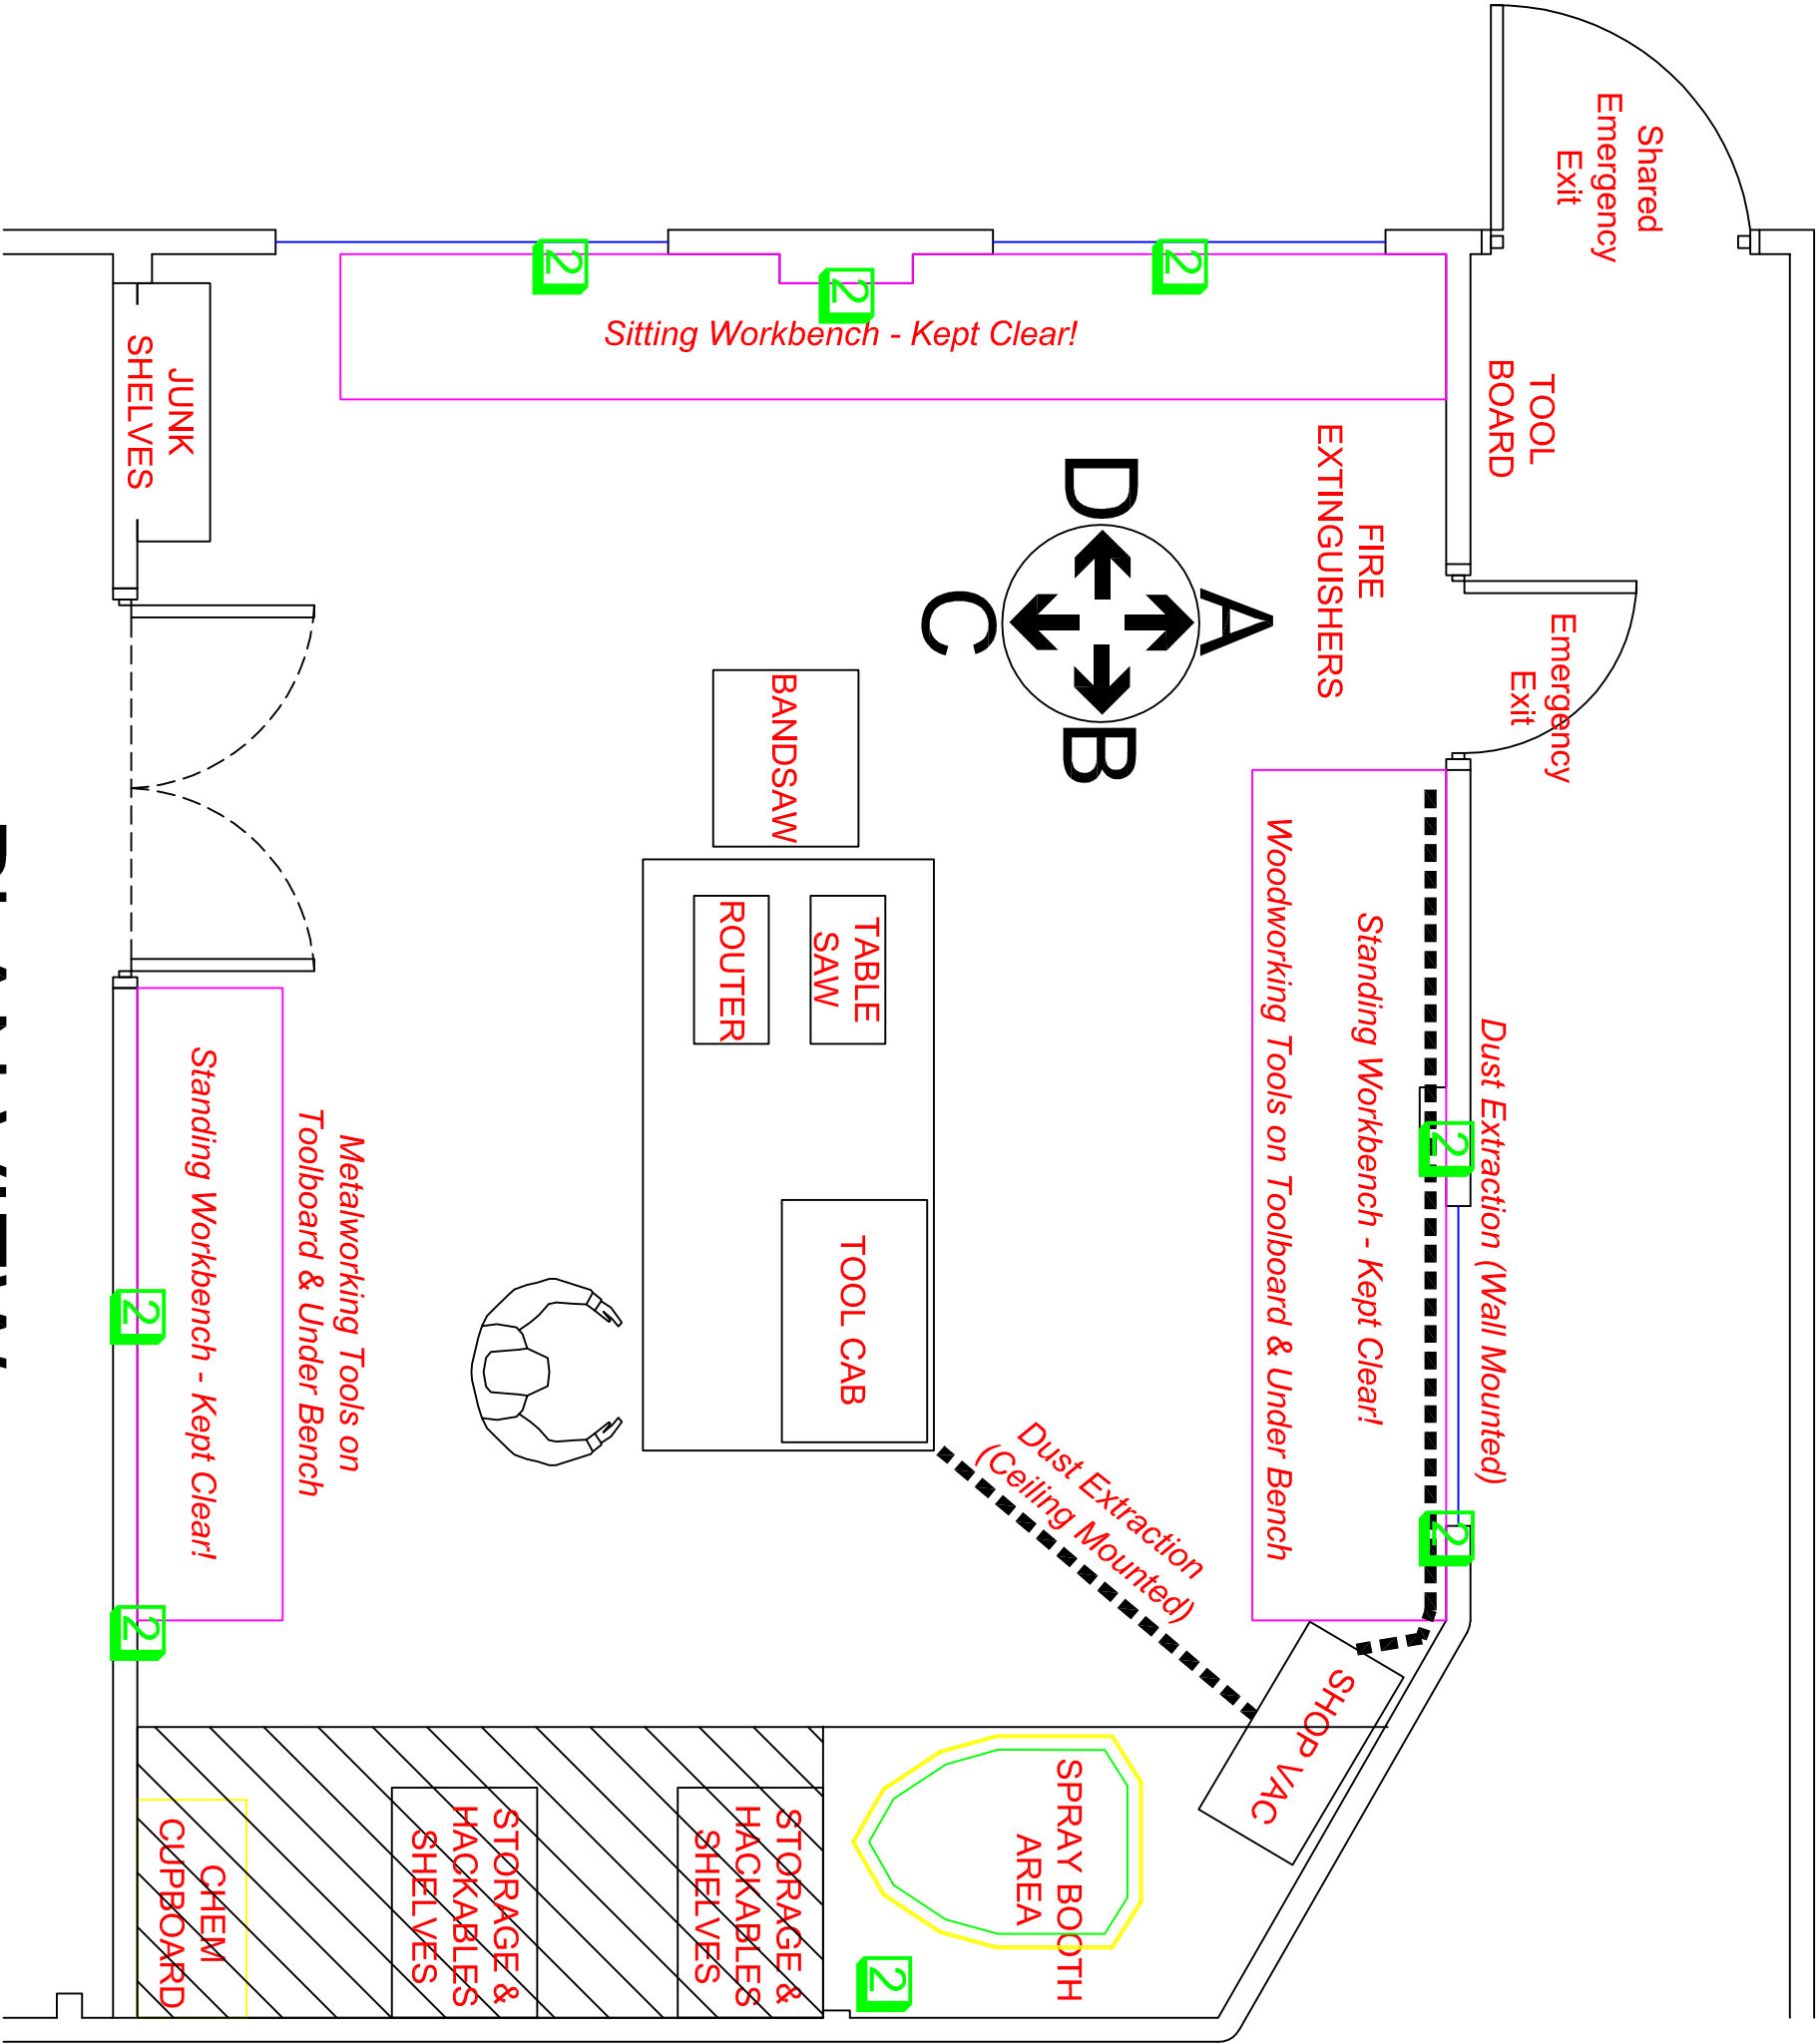 Shared
Emergency
Exit
TOOL
BOARD
Emergency
Exit
FIRE
EXTINGUISHERS
Sitting Workbench - Kept Clear!
2
2
2
JUNK
SHELVES
A
B
C
D
BANDSAW
TABLE
SAW
ROUTER
TOOL CAB
Dust Extraction (Wall Mounted)
Standing Workbench - Kept Clear!
Woodworking Tools on Toolboard & Under Bench
2
2
Dust Extraction
(Ceiling Mounted)
Metalworking Tools on
Toolboard & Under Bench
Standing Workbench - Kept Clear!
2
2
SHOP VAC
SPRAY BOOTH
AREA
2
STORAGE &
HACKABLES
SHELVES
STORAGE &
HACKABLES
SHELVES
CHEM
CUPBOARD